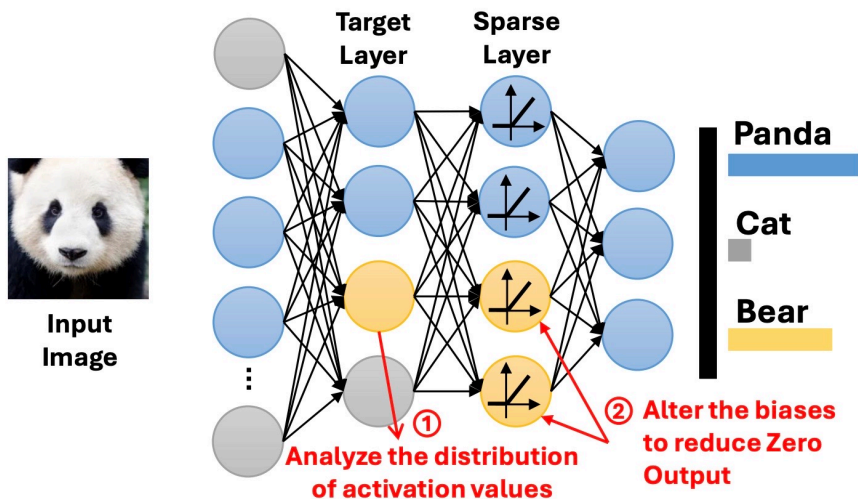 Target
Layer
Sparse
Layer
Input
Image
⋮
Panda
Cat
Bear
①
Analyze the distribution
of activation values
② Alter the biases
to reduce Zero
Output